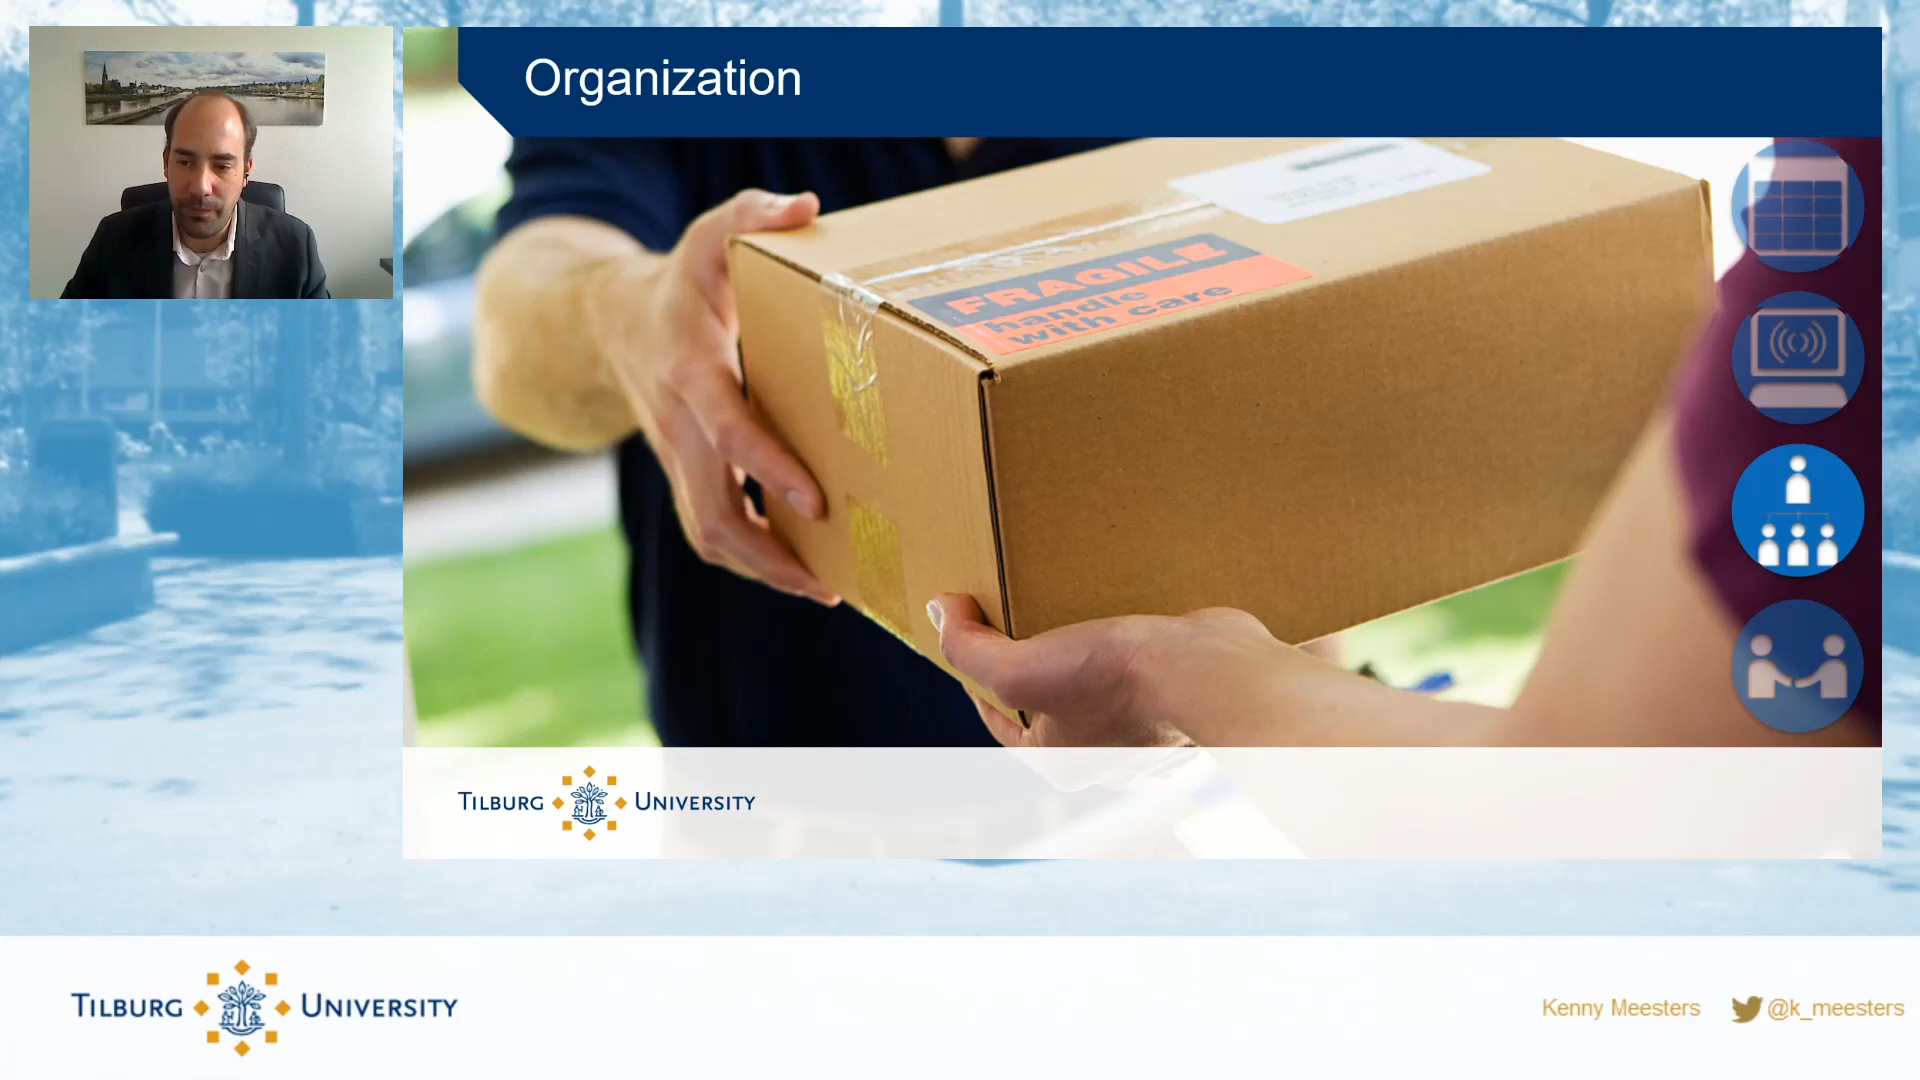 Organization
FRAGILE
handle
with care
TILBURG UNIVERSITY
TILBURG UNIVERSITY
Kenny Meesters
@k_meesters